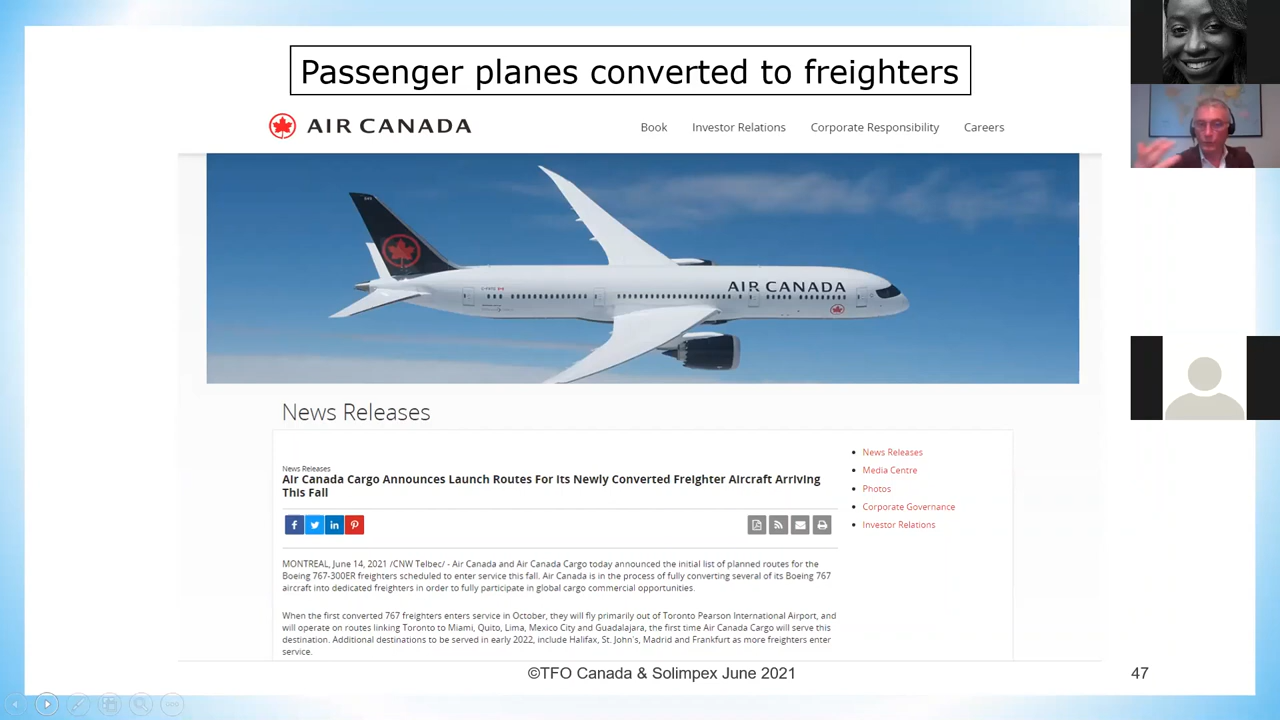 Passenger planes converted to freighters
AIR CANADA
Book Investor Relations Corporate Responsibility Careers
AIR CANADA
News Releases
News Releases
Air Canada Cargo Announces Launch Routes For Its Newly Converted Freighter Aircraft Arriving
This Fall
MONTREAL, June 14, 2021 /CNW Telbec/ - Air Canada and Air Canada Cargo today announced the initial list of planned routes for the
Boeing 767-300ER freighters scheduled to enter service this fall. Air Canada is in the process of fully converting several of its Boeing 767
aircraft into dedicated freighters in order to fully participate in global cargo commercial opportunities.
When the first converted 767 freighters enters service in October, they will fly primarily out of Toronto Pearson International Airport, and
will operate on routes linking Toronto to Miami, Quito, Lima, Mexico City and Guadalajara, the first time Air Canada Cargo will serve this
destination. Additional destinations to be served in early 2022, include Halifax, St. John's, Madrid and Frankfurt as more freighters enter
service.
News Releases
Media Centre
Photos
Corporate Governance
Investor Relations
©TFO Canada & Solimpex June 2021
47